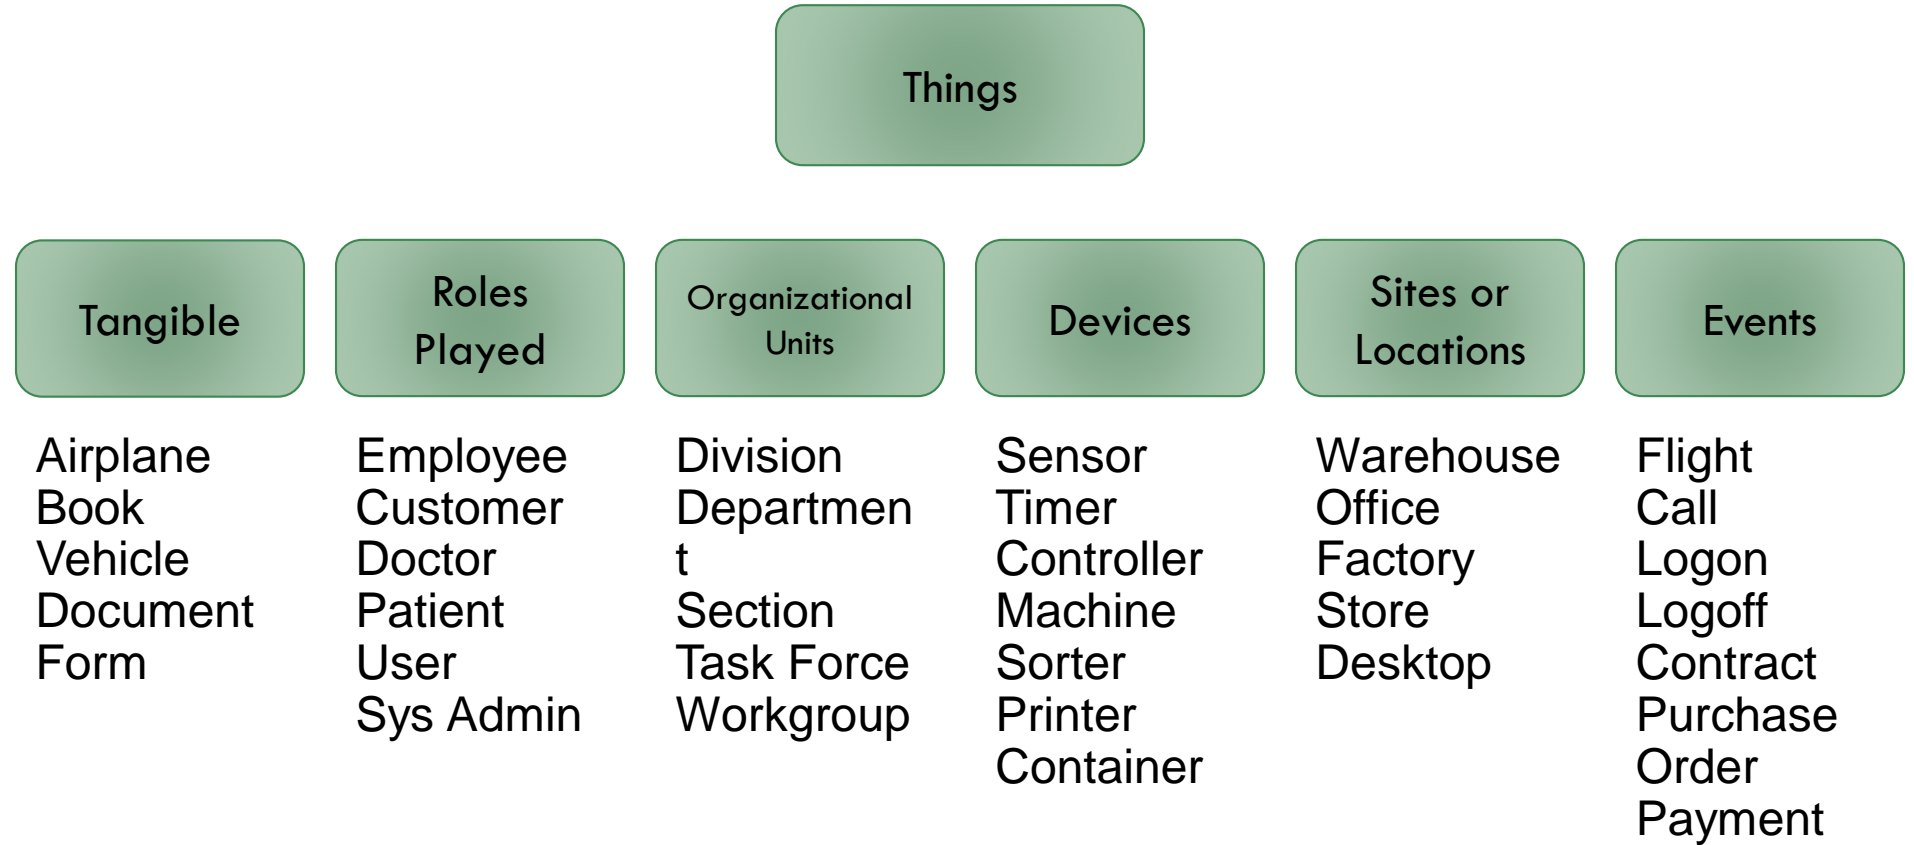 Things
Tangible
Airplane
Book
Vehicle
Document
Form
Roles
Played
Employee
Customer
Doctor
Patient
User
Sys Admin
Organizational
Units
Division
Departmen
t
Section
Task Force
Workgroup
Devices
Sensor
Timer
Controller
Machine
Sorter
Printer
Container
Sites or
Locations
Warehouse
Office
Factory
Store
Desktop
Events
Flight
Call
Logon
Logoff
Contract
Purchase
Order
Payment